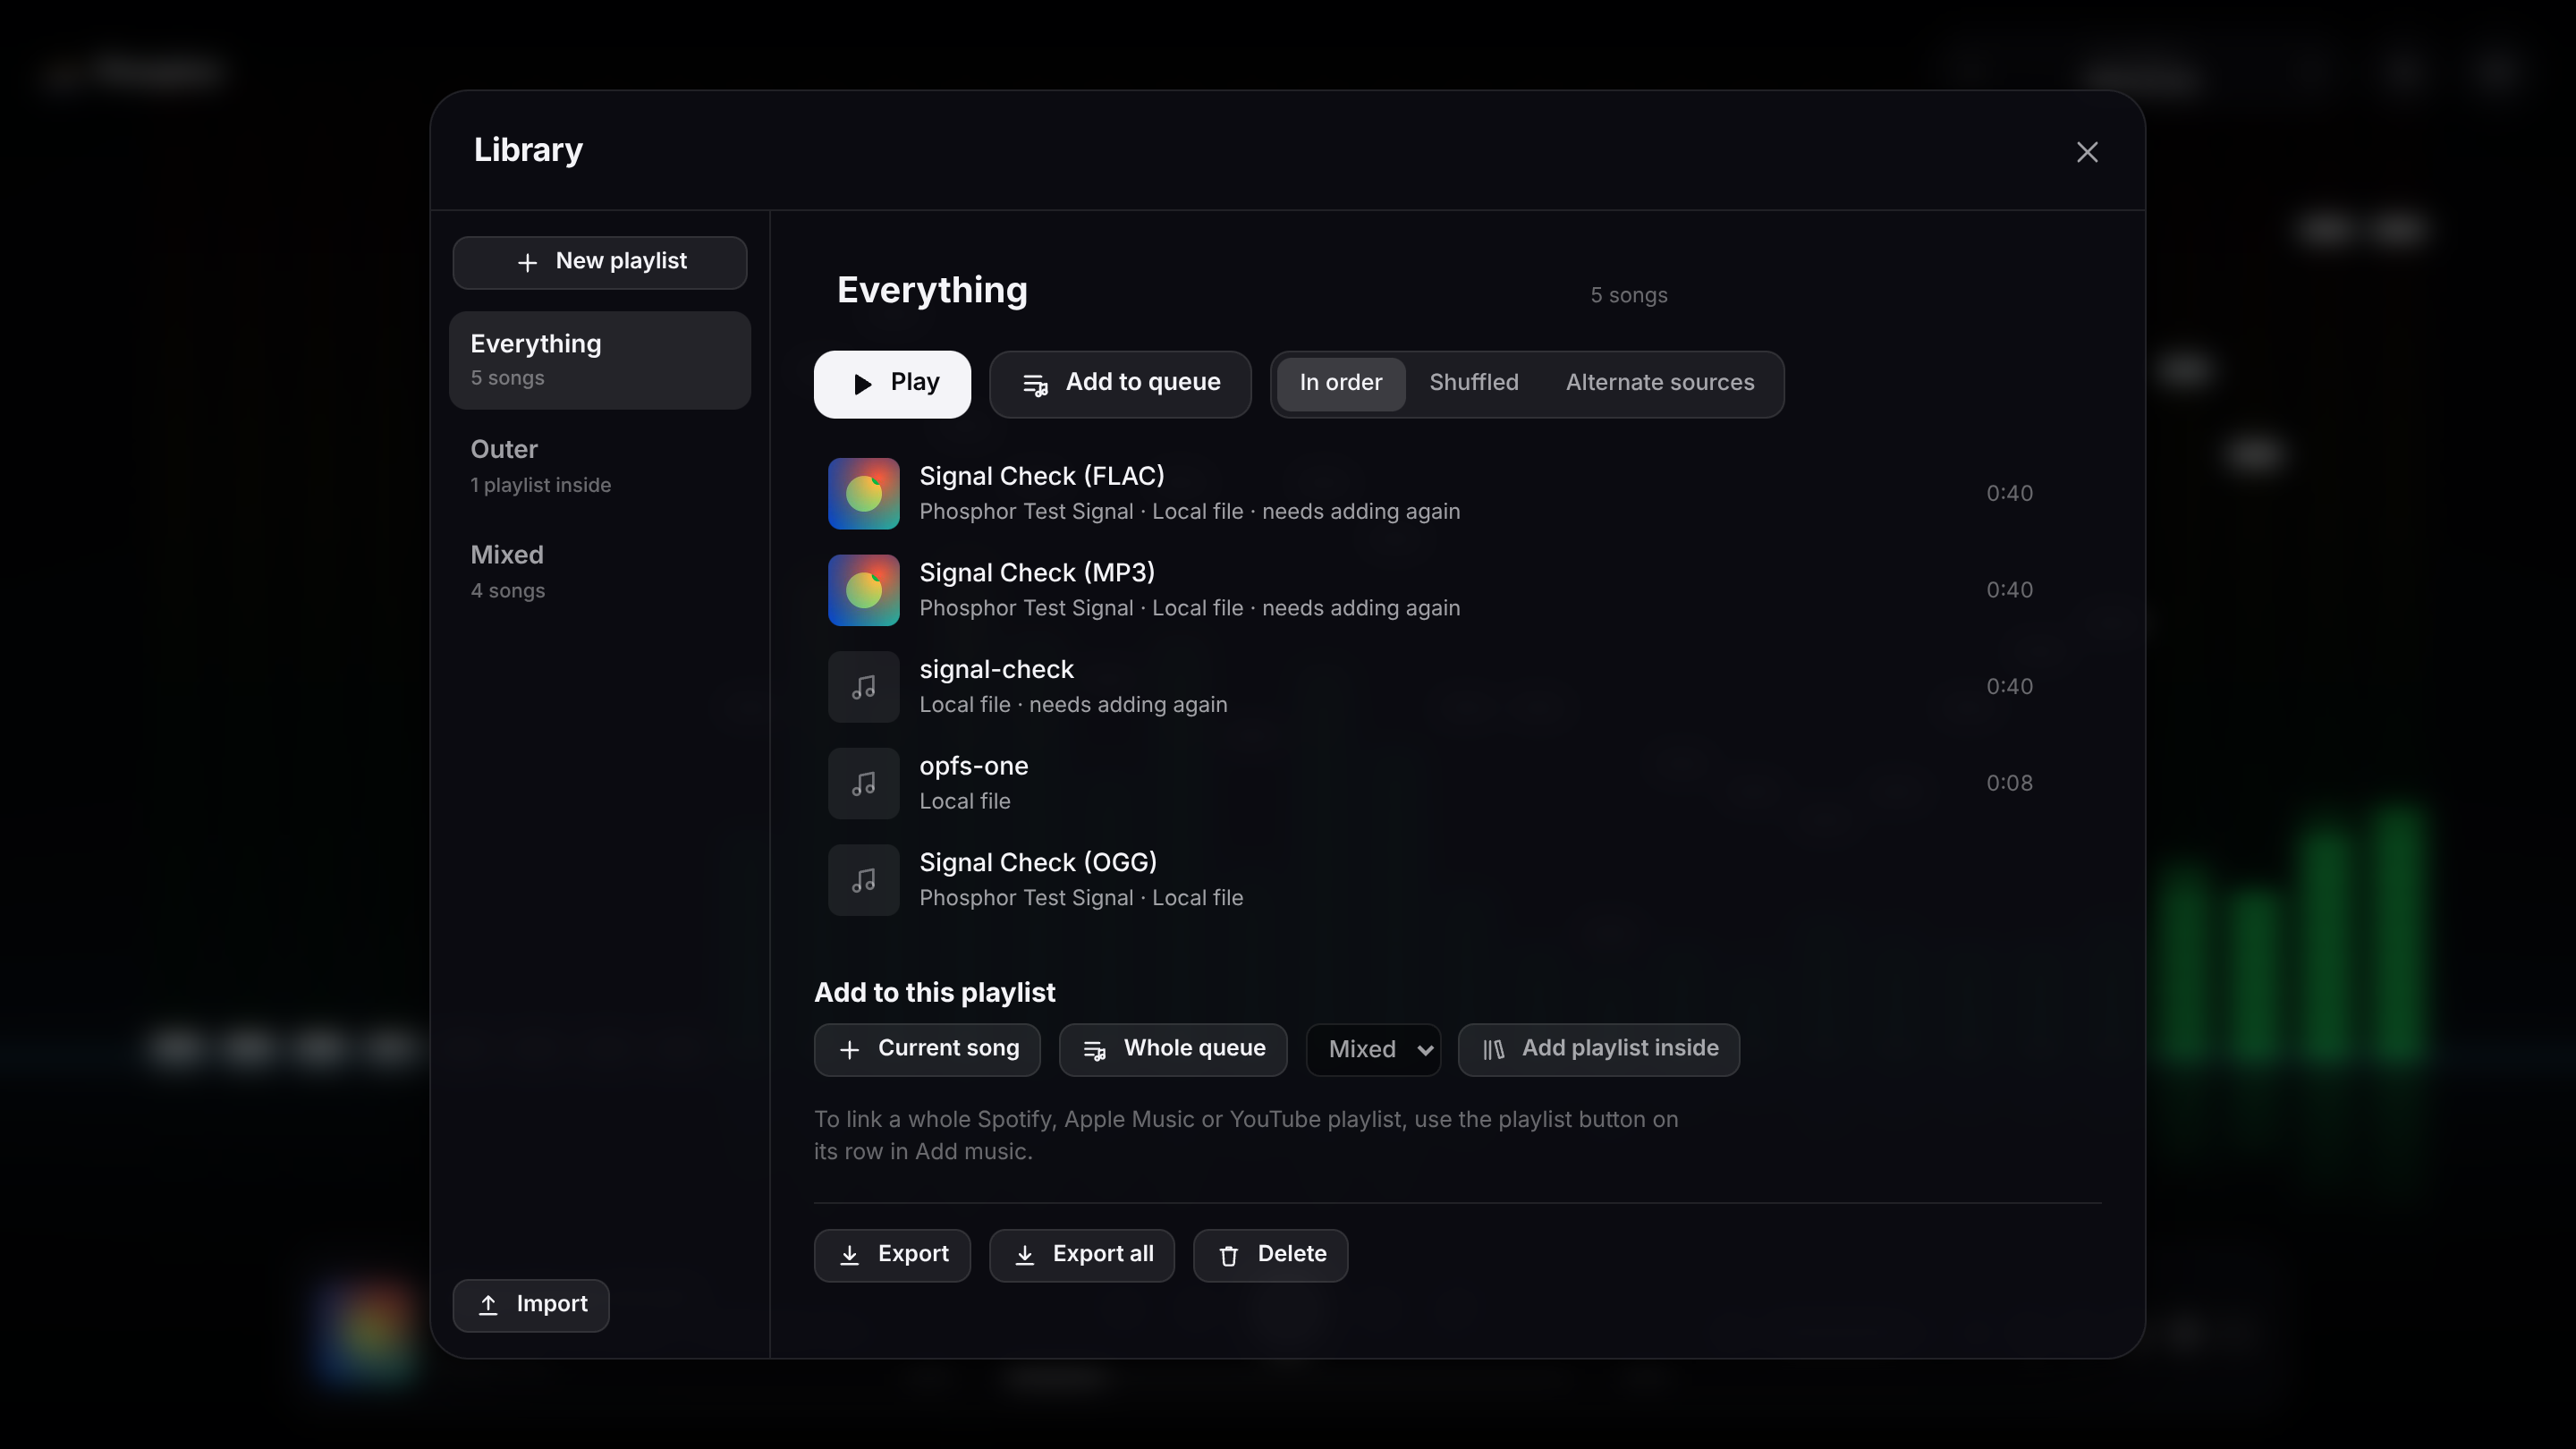 Library
New playlist
Everything
5 songs
Outer
1 playlist inside
Mixed
4 songs
Import
Everything
5 songs
Play
Add to queue
In order
Shuffled
Alternate sources
Signal Check (FLAC)
Phosphor Test Signal · Local file · needs adding again
0:40
Signal Check (MP3)
Phosphor Test Signal · Local file · needs adding again
0:40
signal-check
Local file · needs adding again
0:40
opfs-one
Local file
0:08
Signal Check (OGG)
Phosphor Test Signal · Local file
Add to this playlist
Current song
Whole queue
Mixed
Add playlist inside
To link a whole Spotify, Apple Music or YouTube playlist, use the playlist button on
its row in Add music.
Export
Export all
Delete